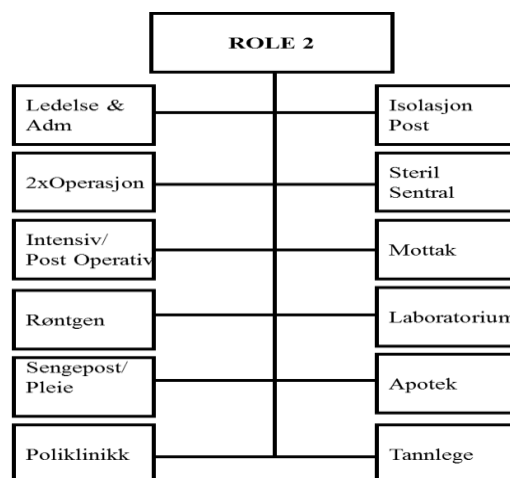 ROLE 2
Ledelse &
Adm
Isolasjon
Post
2xOperasjon
Steril
Sentral
Intensiv/
Post Operativ
Mottak
Røntgen
Laboratorium
Sengepost/
Pleie
Apotek
Poliklinikk
Tannlege